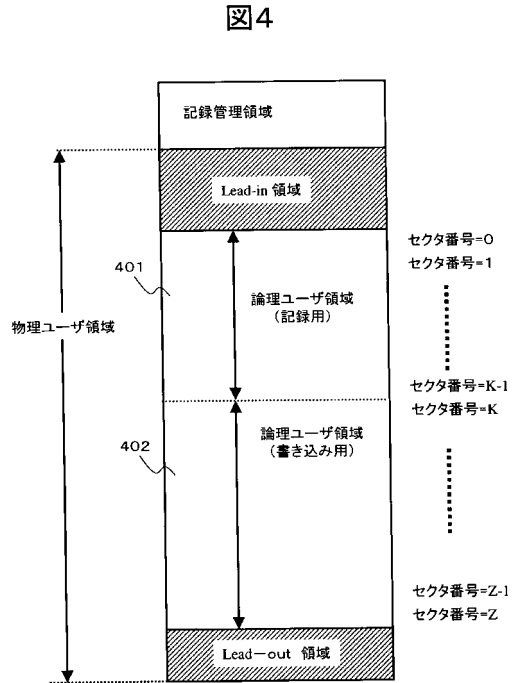 図4
記録管理領域
Lead-in 領域
セクタ番号=0
セクタ番号=1
401
論理ユーザ領域
(記録用)
物理ユーザ領域
セクタ番号=K-1
セクタ番号=K
402
論理ユーザ領域
(書き込み用)
セクタ番号=Z-1
セクタ番号=Z
Lead-out 領域